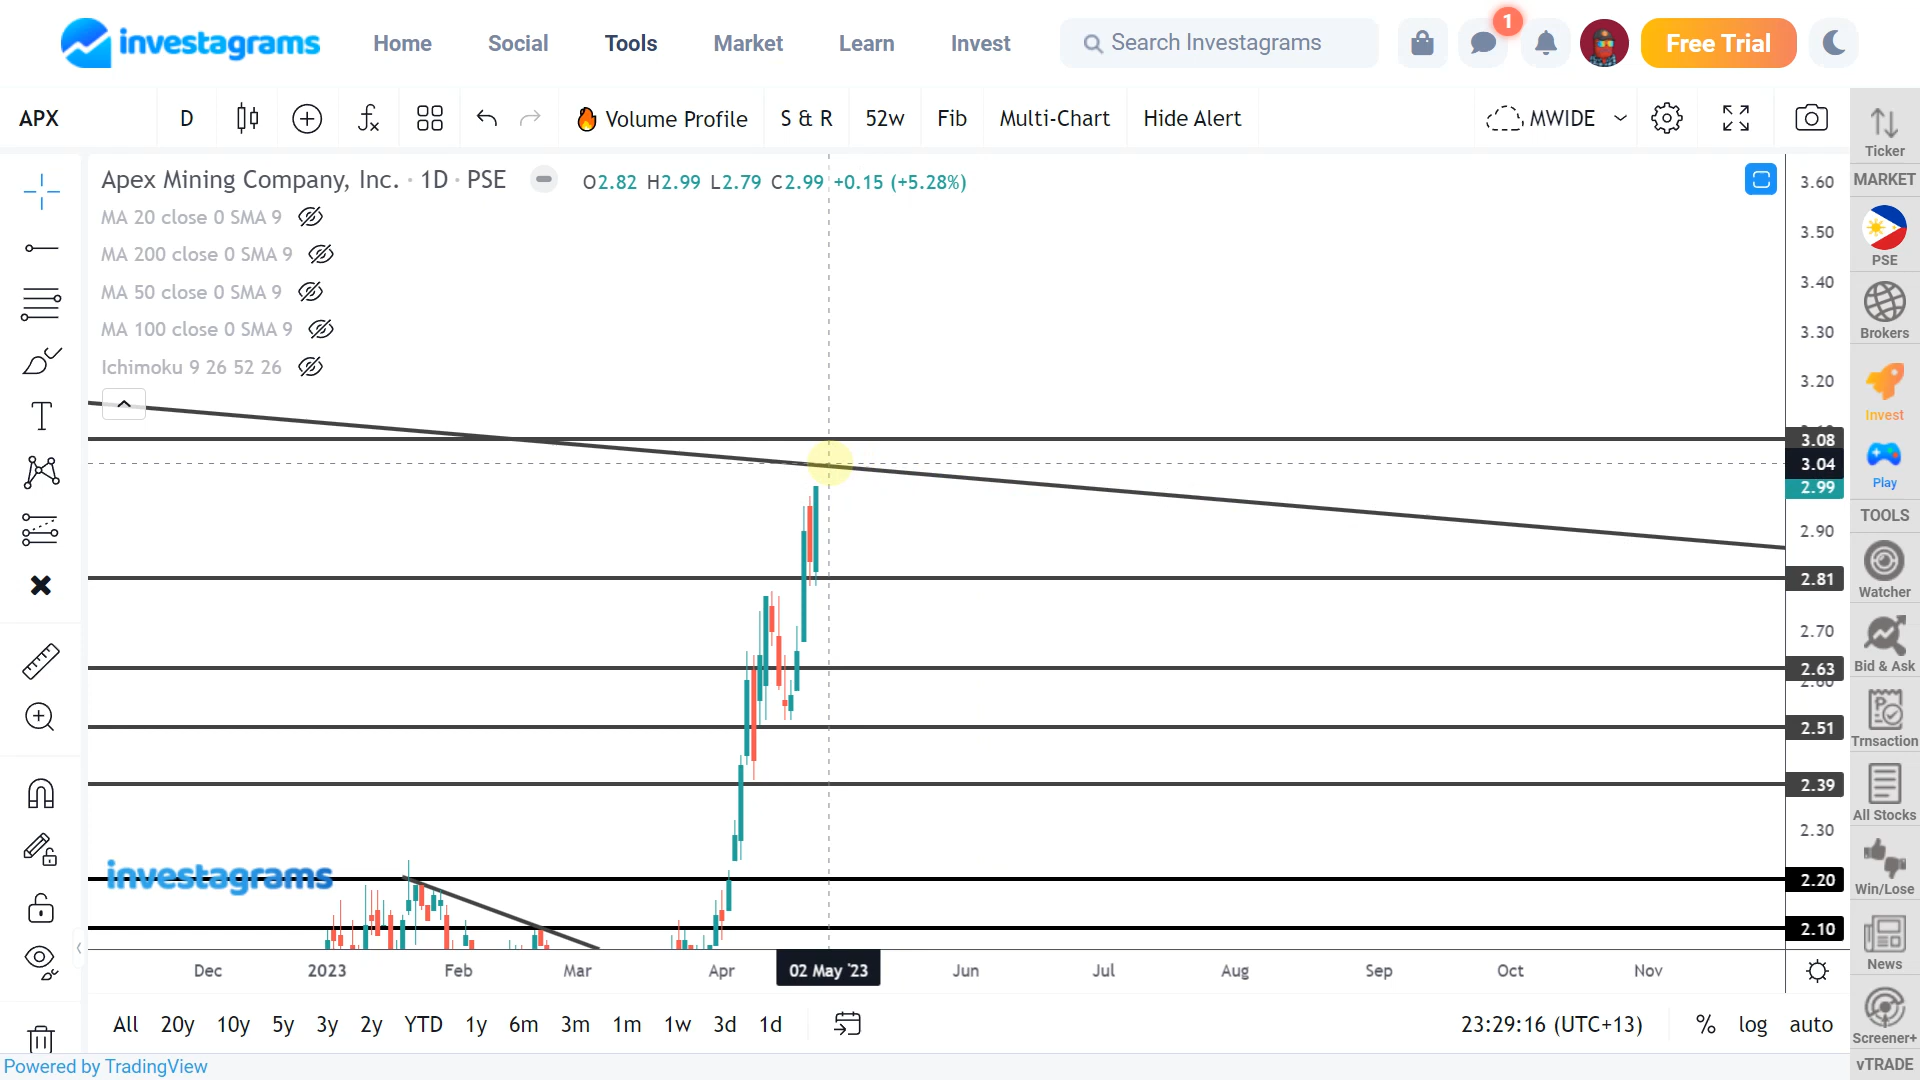 investagrams
Home Social Tools Market Learn Invest
Search Investagrams
1
Free Trial
APX D Volume Profile S & R 52w Fib Multi-Chart Hide Alert MWIDE
Apex Mining Company, Inc. · 1D · PSE O2.82 H2.99 L2.79 C2.99 +0.15 (+5.28%)
MA 20 close 0 SMA 9
MA 200 close 0 SMA 9
MA 50 close 0 SMA 9
MA 100 close 0 SMA 9
Ichimoku 9 26 52 26
3.60
3.50
3.40
3.30
3.20
3.08
3.04
2.99
2.90
2.81
2.70
2.63
2.60
2.51
2.39
2.30
2.20
2.10
investagrams
Dec 2023 Feb Mar Apr 02 May '23 Jun Jul Aug Sep Oct Nov
All 20y 10y 5y 3y 2y YTD 1y 6m 3m 1m 1w 3d 1d 23:29:16 (UTC+13) % log auto
Powered by TradingView
Ticker
MARKET
PSE
Brokers
Invest
Play
TOOLS
Watcher
Bid & Ask
Trnsaction
All Stocks
Win/Lose
News
Screener+
vTRADE